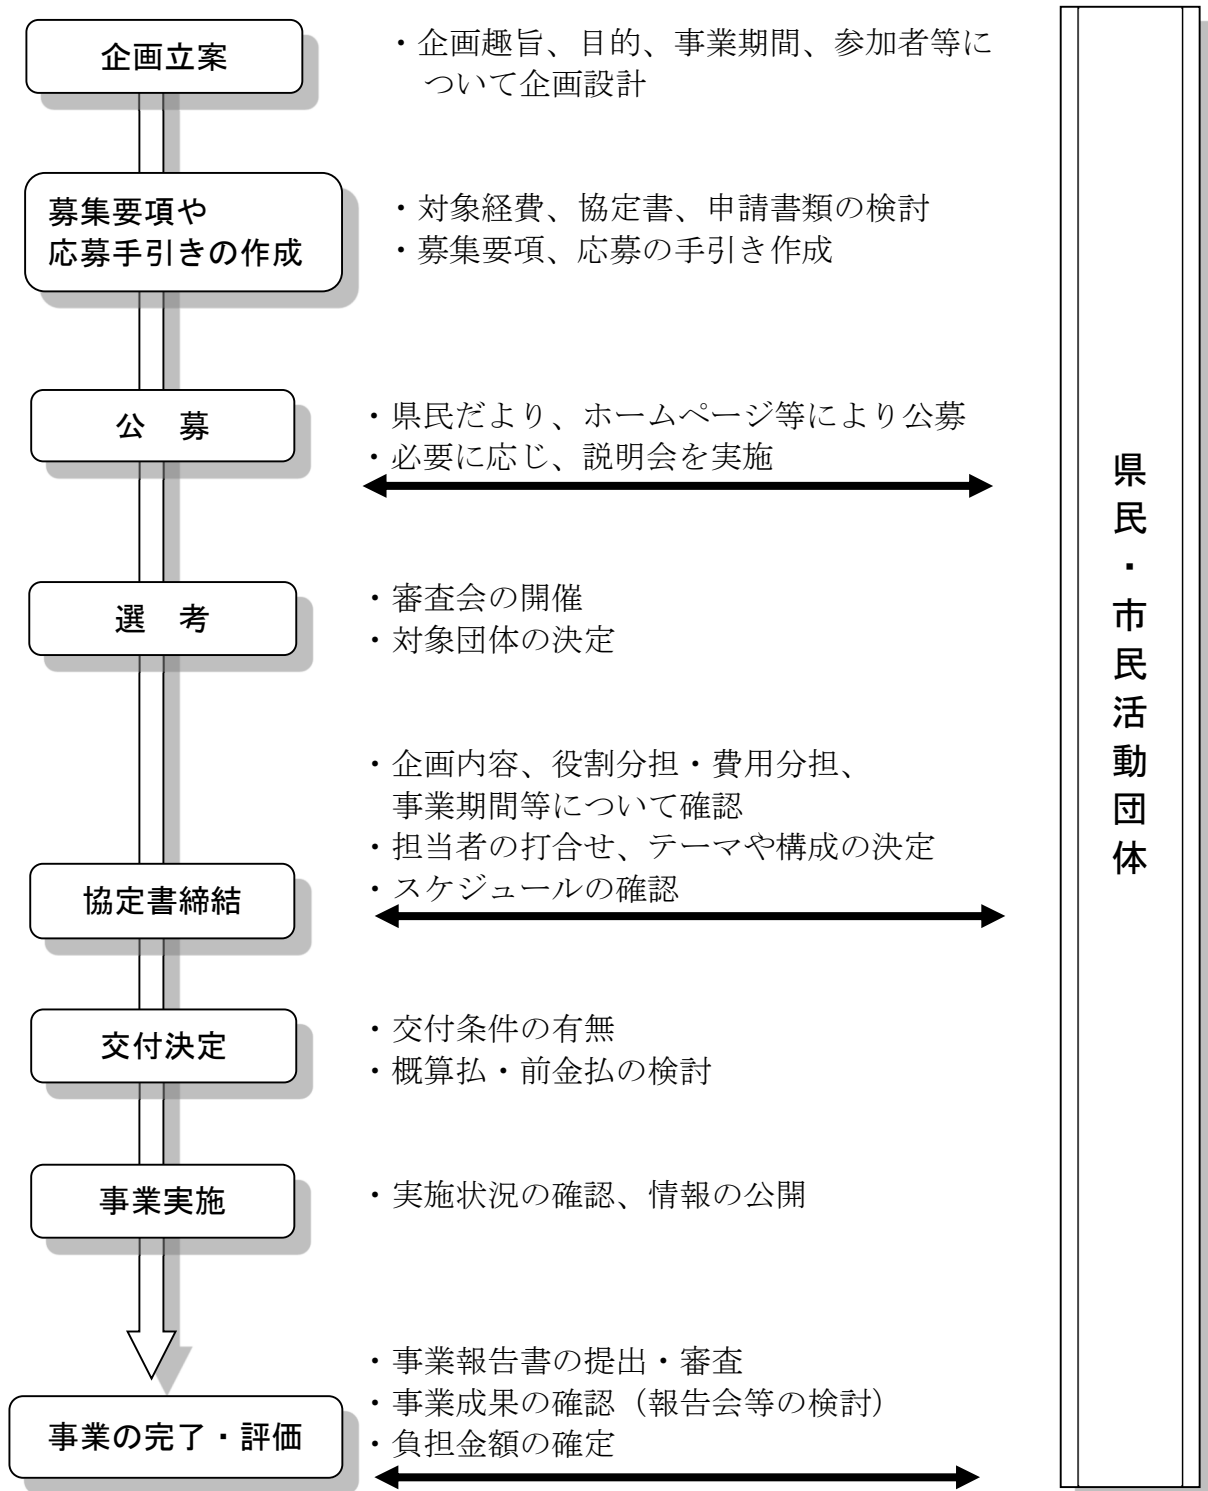 企画立案
・企画趣旨、目的、事業期間、参加者等に
ついて企画設計
募集要項や
応募手引きの作成
・対象経費、協定書、申請書類の検討
・募集要項、応募の手引き作成
公　募
・県民だより、ホームページ等により公募
・必要に応じ、説明会を実施
選　考
・審査会の開催
・対象団体の決定
・企画内容、役割分担・費用分担、
事業期間等について確認
・担当者の打合せ、テーマや構成の決定
・スケジュールの確認
協定書締結
交付決定
・交付条件の有無
・概算払・前金払の検討
事業実施
・実施状況の確認、情報の公開
・事業報告書の提出・審査
・事業成果の確認（報告会等の検討）
・負担金額の確定
事業の完了・評価
県民・市民活動団体